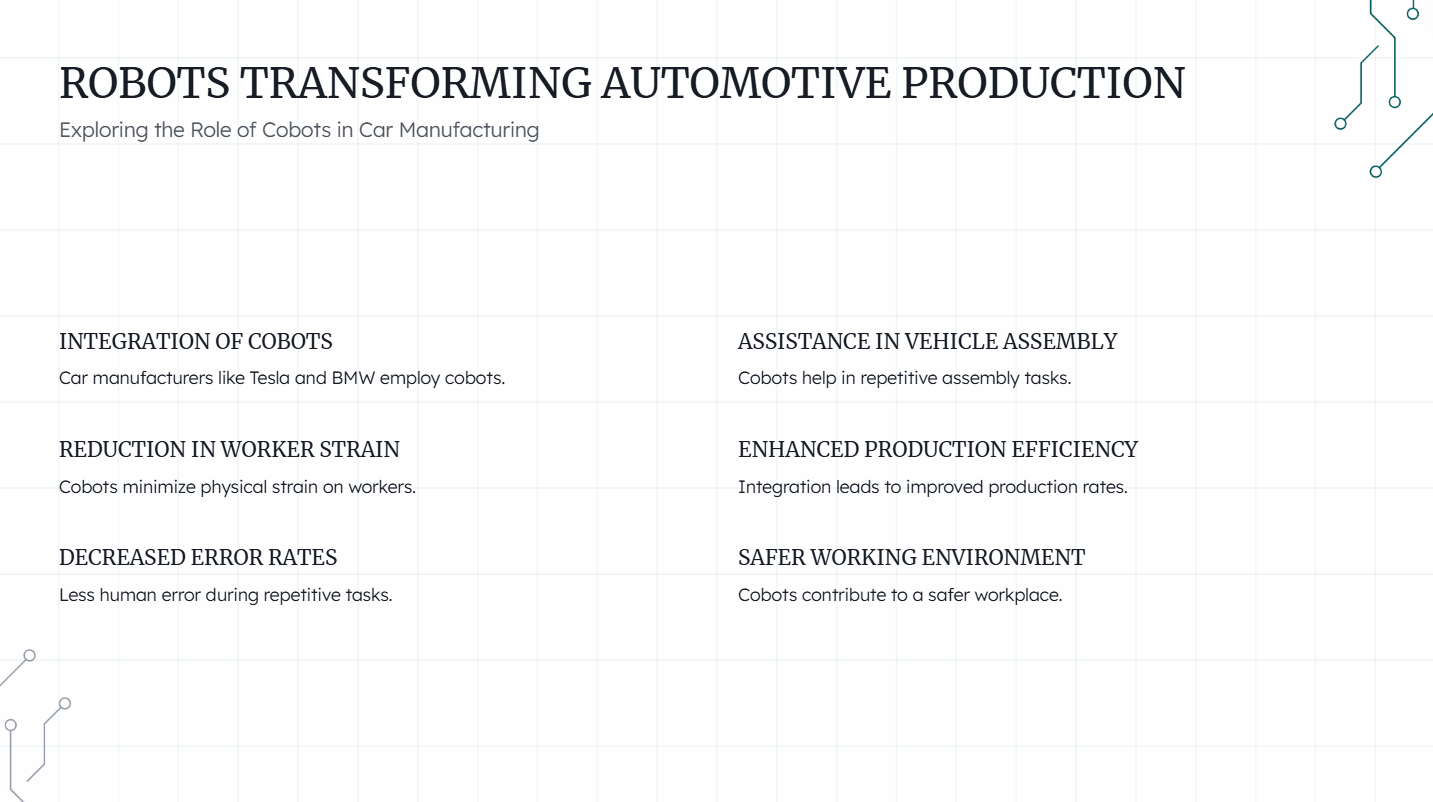 ROBOTS TRANSFORMING AUTOMOTIVE PRODUCTION
Exploring the Role of Cobots in Car Manufacturing
INTEGRATION OF COBOTS
Car manufacturers like Tesla and BMW employ cobots.
ASSISTANCE IN VEHICLE ASSEMBLY
Cobots help in repetitive assembly tasks.
REDUCTION IN WORKER STRAIN
Cobots minimize physical strain on workers.
ENHANCED PRODUCTION EFFICIENCY
Integration leads to improved production rates.
DECREASED ERROR RATES
Less human error during repetitive tasks.
SAFER WORKING ENVIRONMENT
Cobots contribute to a safer workplace.